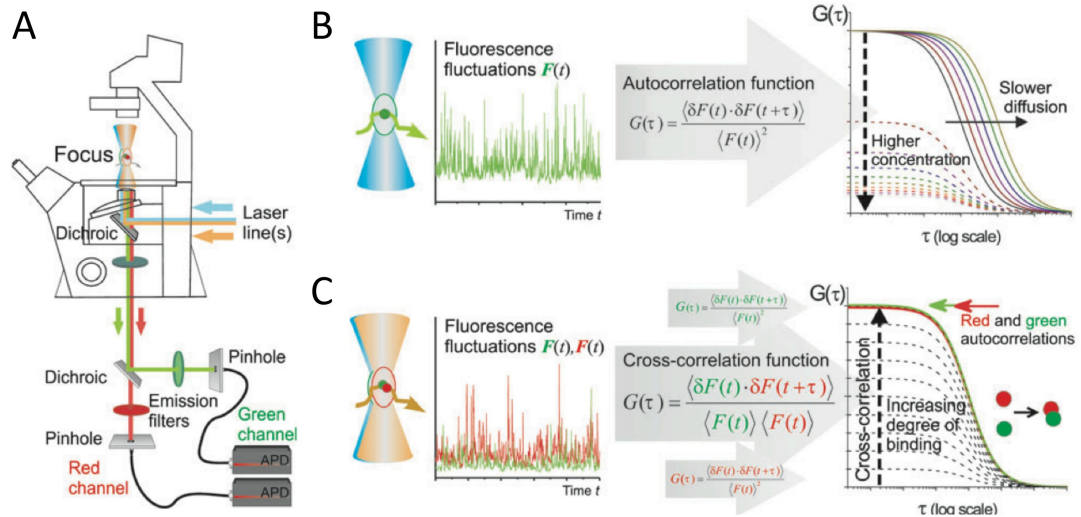 A
Focus
Dichroic
Laser
line(s)
Dichroic
Pinhole
Emission
filters
Pinhole
Green
channel
Red
channel
APD
APD
B
Fluorescence
fluctuations F(t)
Time t
Autocorrelation function
G(τ) = ⟨δF(t)·δF(t+τ)⟩ / ⟨F(t)⟩²
G(τ)
Slower
diffusion
Higher
concentration
τ (log scale)
C
Fluorescence
fluctuations F(t),F(t)
Time t
G(τ) = ⟨δF(t)·δF(t+τ)⟩ / ⟨F(t)⟩²
Cross-correlation function
G(τ) = ⟨δF(t)·δF(t+τ)⟩ / ⟨F(t)⟩⟨F(t)⟩
G(τ) = ⟨δF(t)·δF(t+τ)⟩ / ⟨F(t)⟩²
G(τ)
Red and green
autocorrelations
Cross-correlation
Increasing
degree of
binding
τ (log scale)